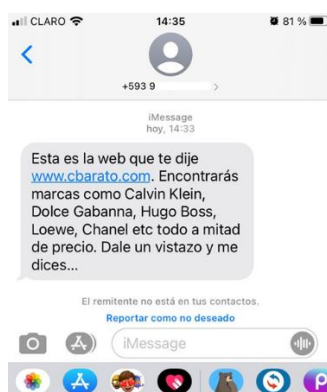 CLARO 14:35 81 %
+593 9
iMessage
hoy, 14:33
Esta es la web que te dije
www.cbarato.com. Encontrarás
marcas como Calvin Klein,
Dolce Gabanna, Hugo Boss,
Loewe, Chanel etc todo a mitad
de precio. Dale un vistazo y me
dices...
El remitente no está en tus contactos.
Reportar como no deseado
iMessage